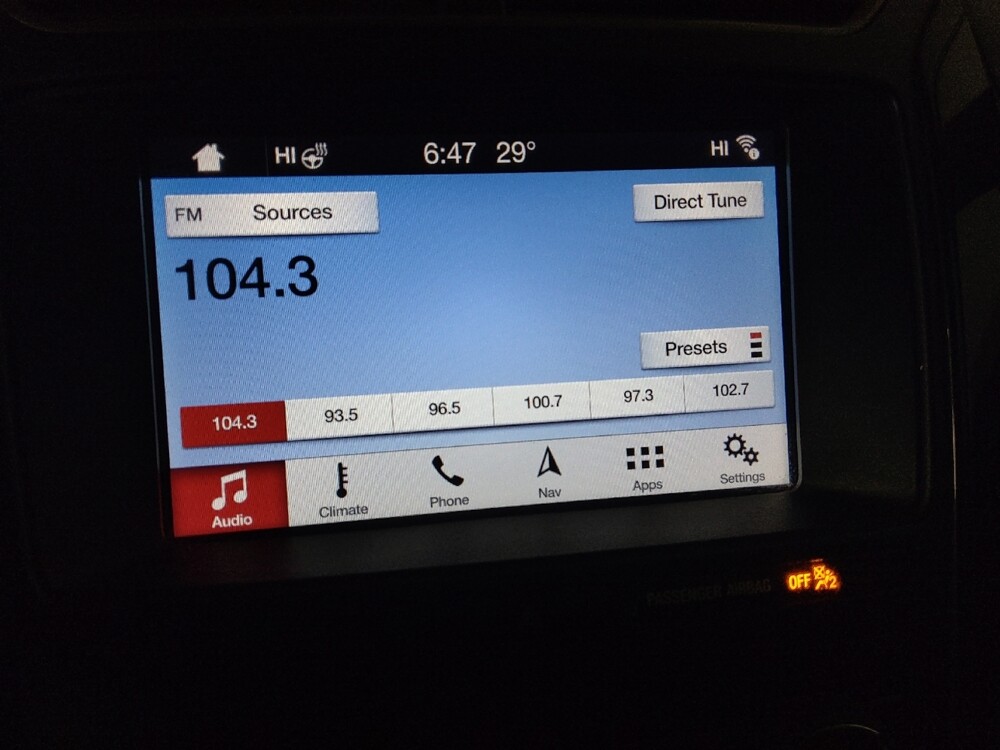 HI 6:47 29° HI
FM Sources
Direct Tune
104.3
Presets
104.3 93.5 96.5 100.7 97.3 102.7
Audio Climate Phone Nav Apps Settings
PASSENGER AIRBAG OFF 2